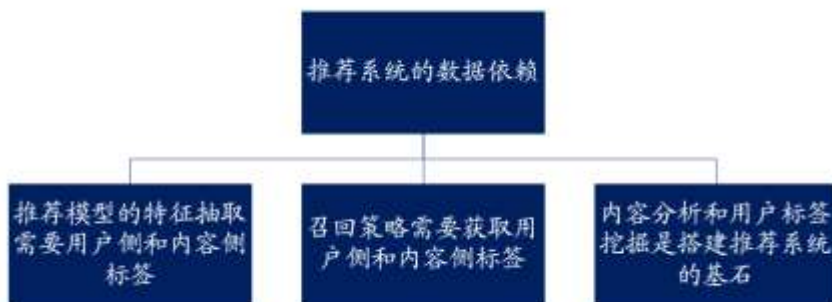 推荐系统的数据依赖
推荐模型的特征抽取
需要用户侧和内容侧
标签
召回策略需要获取用
户侧和内容侧标签
内容分析和用户标签
挖掘是搭建推荐系统
的基石